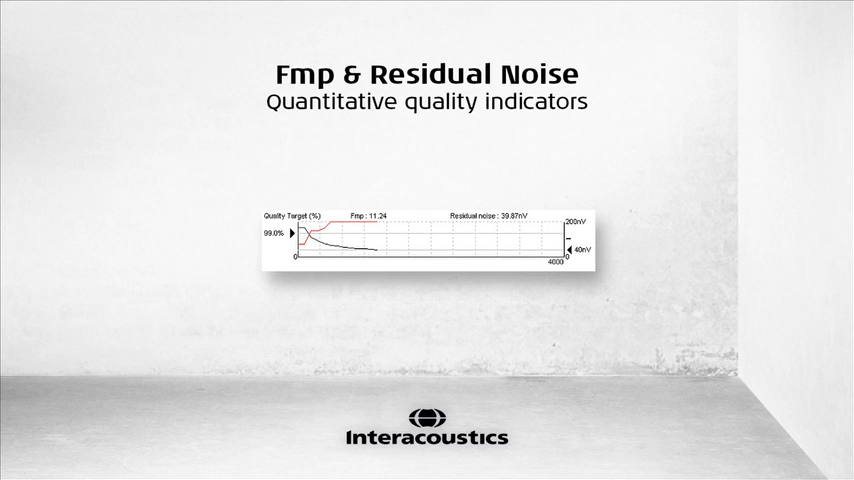 Fmp & Residual Noise
Quantitative quality indicators
Quality Target (%) Fmp : 11.24 Residual noise : 39.87nV
200nV
99.0%
40nV
0 0
4000
Interacoustics